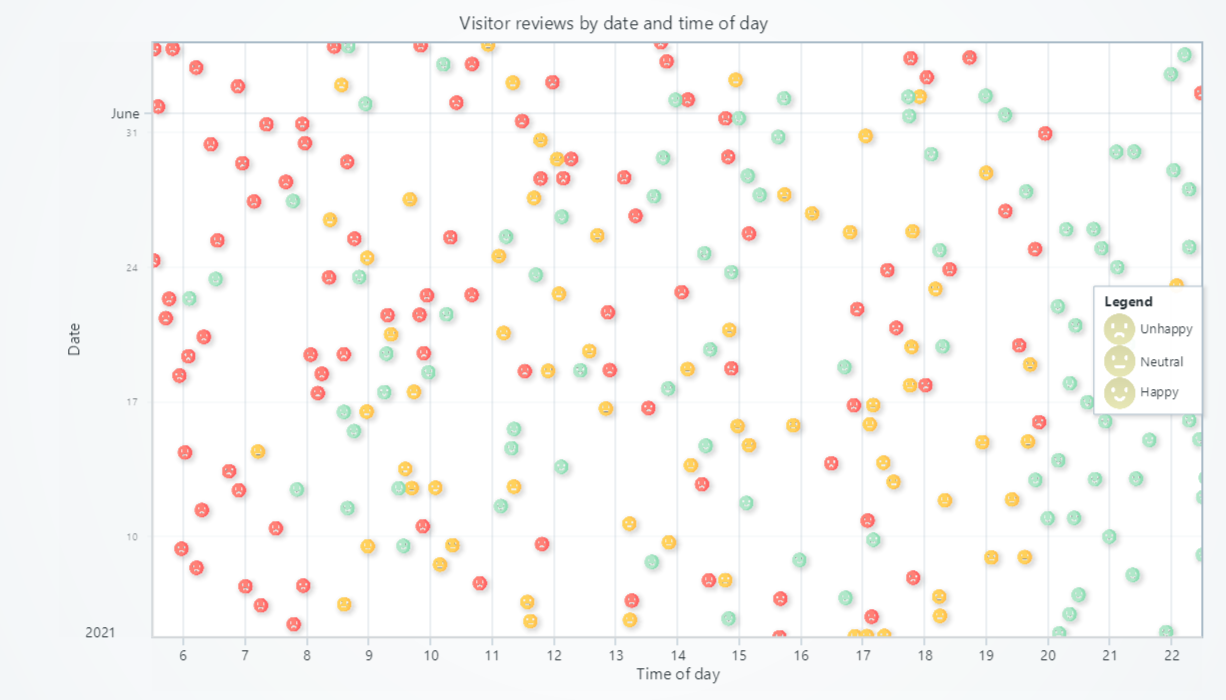 Visitor reviews by date and time of day
June
31
24
17
10
2021
Date
Legend
Unhappy
Neutral
Happy
6 7 8 9 10 11 12 13 14 15 16 17 18 19 20 21 22
Time of day